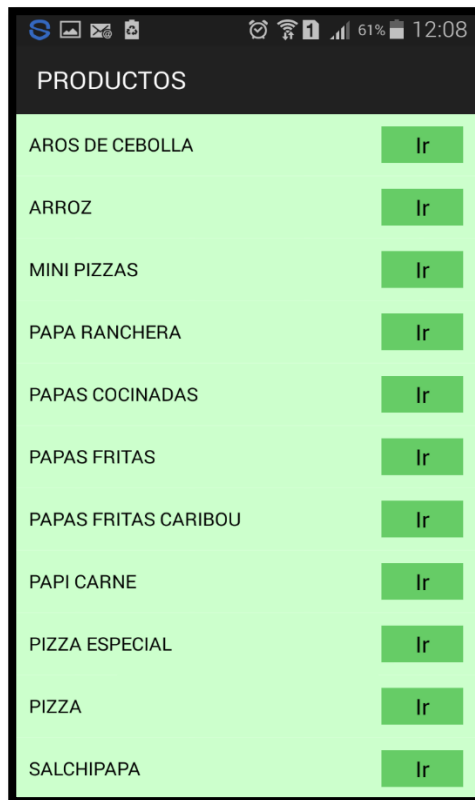 1 61% 12:08
PRODUCTOS
AROS DE CEBOLLA Ir
ARROZ Ir
MINI PIZZAS Ir
PAPA RANCHERA Ir
PAPAS COCINADAS Ir
PAPAS FRITAS Ir
PAPAS FRITAS CARIBOU Ir
PAPI CARNE Ir
PIZZA ESPECIAL Ir
PIZZA Ir
SALCHIPAPA Ir